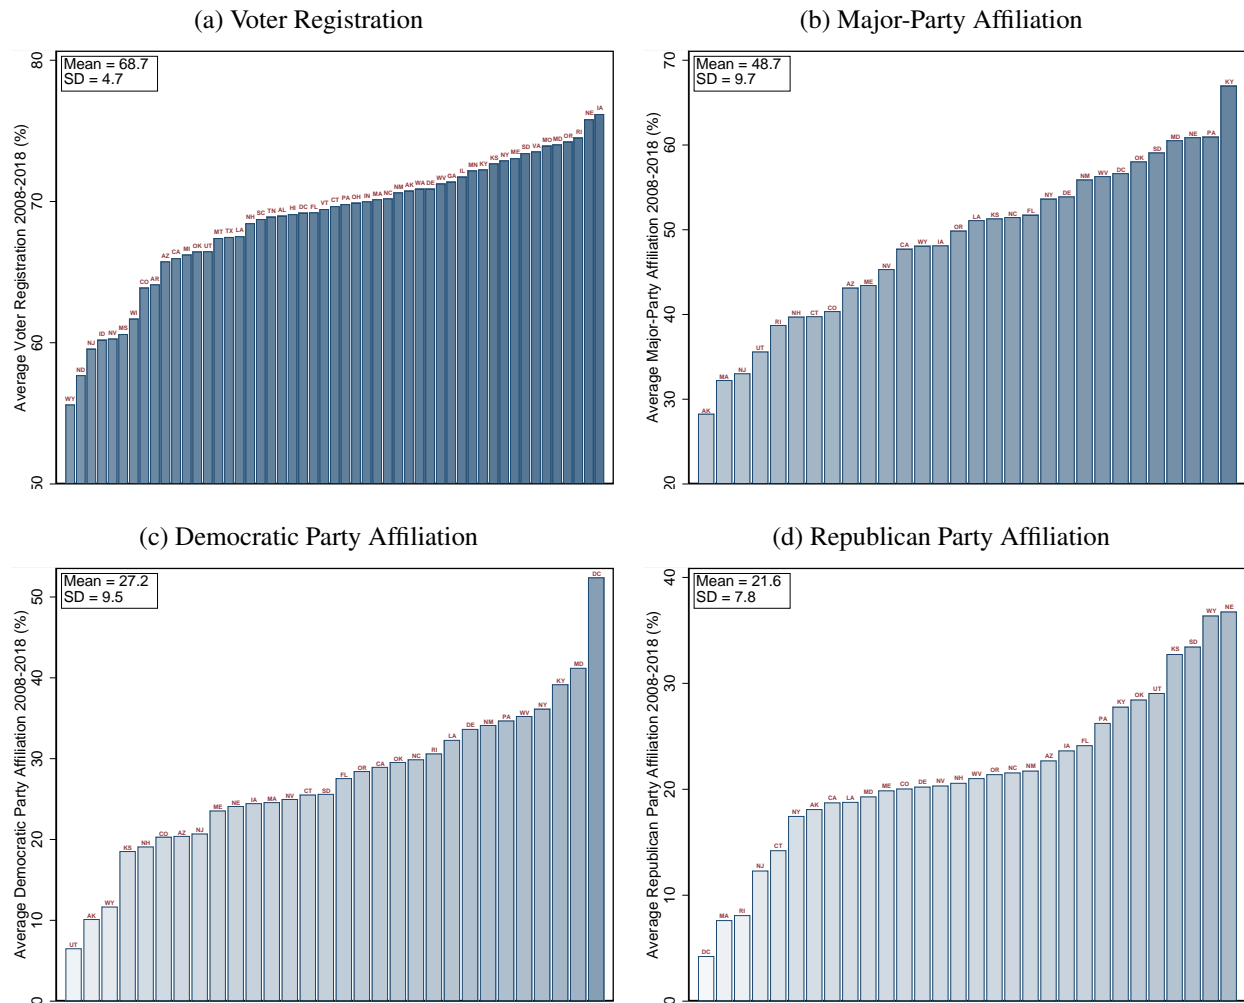 (a) Voter Registration
Average Voter Registration 2008-2018 (%)
80
70
60
50
Mean = 68.7
SD = 4.7
WY ND NJ ID NV MS WI CO AR AZ CA MI OK UT MT TX LA NH SC TN AL HI DC FL VT CT PA OH IN MA NC NM AK WA DE WV GA IL MN KY KS NY ME SD VA MO MD OR RI NE IA
(b) Major-Party Affiliation
Average Major-Party Affiliation 2008-2018 (%)
70
60
50
40
30
20
Mean = 48.7
SD = 9.7
AK MA NJ UT RI NH CT CO AZ ME NV CA WY IA OR LA KS NC FL NY DE NM WV DC OK SD MD NE PA KY
(c) Democratic Party Affiliation
Average Democratic Party Affiliation 2008-2018 (%)
50
40
30
20
10
0
Mean = 27.2
SD = 9.5
UT AK WY KS NH CO AZ NJ ME NE IA MA NV CT SD FL OR CA OK NC RI LA DE NM PA WV NY KY MD DC
(d) Republican Party Affiliation
Average Republican Party Affiliation 2008-2018 (%)
40
30
20
10
0
Mean = 21.6
SD = 7.8
DC MA RI NJ CT NY AK CA LA MD ME CO DE NV NH WV OR NC NM AZ IA FL PA KY OK UT KS SD WY NE